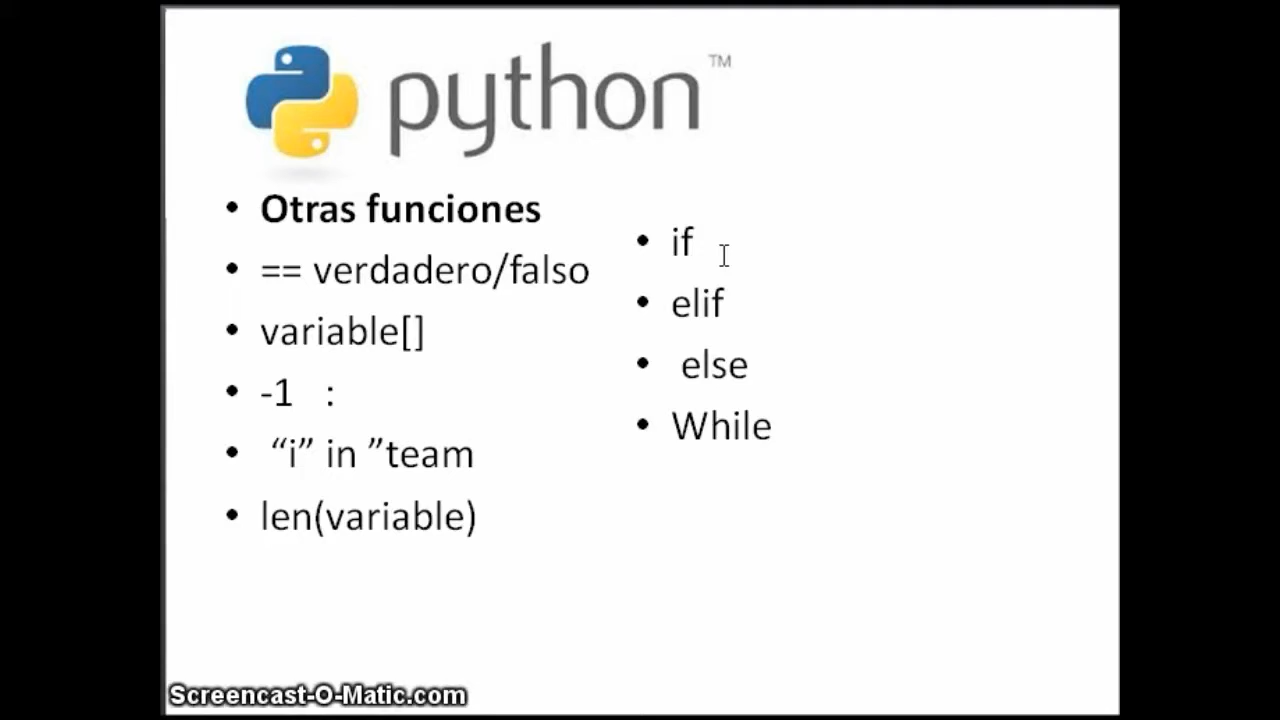 python™
Otras funciones
== verdadero/falso
variable[]
-1 :
“i” in ”team
len(variable)
if
elif
else
While
Screencast-O-Matic.com